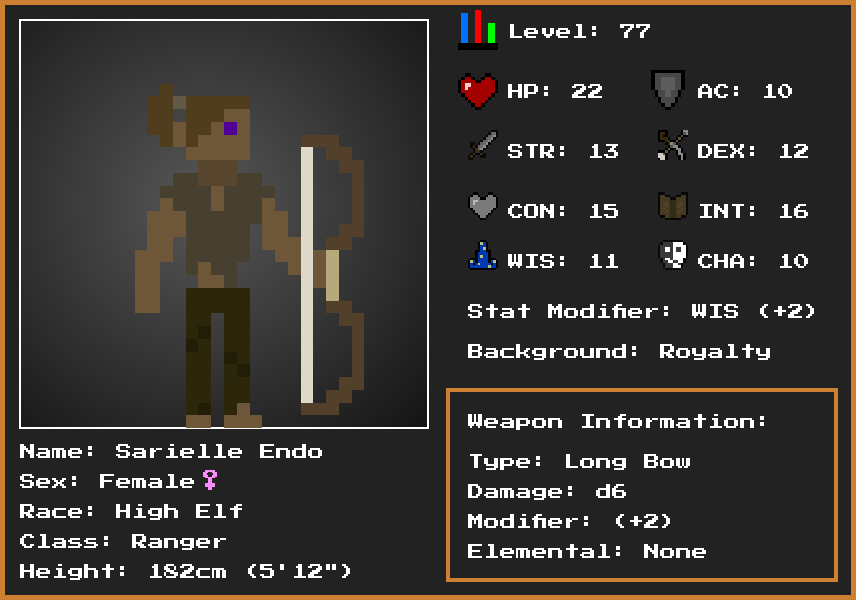 Level: 77
HP: 22 AC: 10
STR: 13 DEX: 12
CON: 15 INT: 16
WIS: 11 CHA: 10
Stat Modifier: WIS (+2)
Background: Royalty
Weapon Information:
Type: Long Bow
Damage: d6
Modifier: (+2)
Elemental: None
Name: Sarielle Endo
Sex: Female♀
Race: High Elf
Class: Ranger
Height: 182cm (5'12")